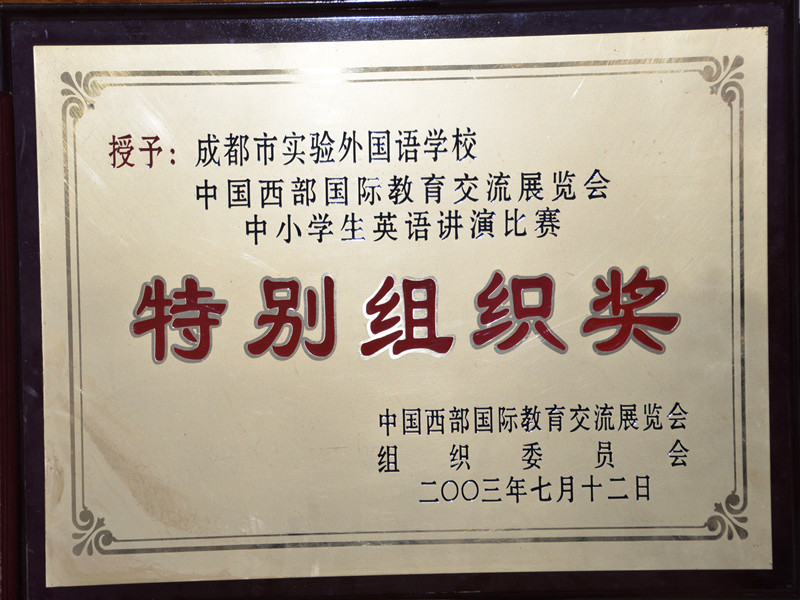 授予：成都市实验外国语学校
中国西部国际教育交流展览会
中小学生英语讲演比赛
特别组织奖
中国西部国际教育交流展览会
组织委员会
二〇〇三年七月十二日